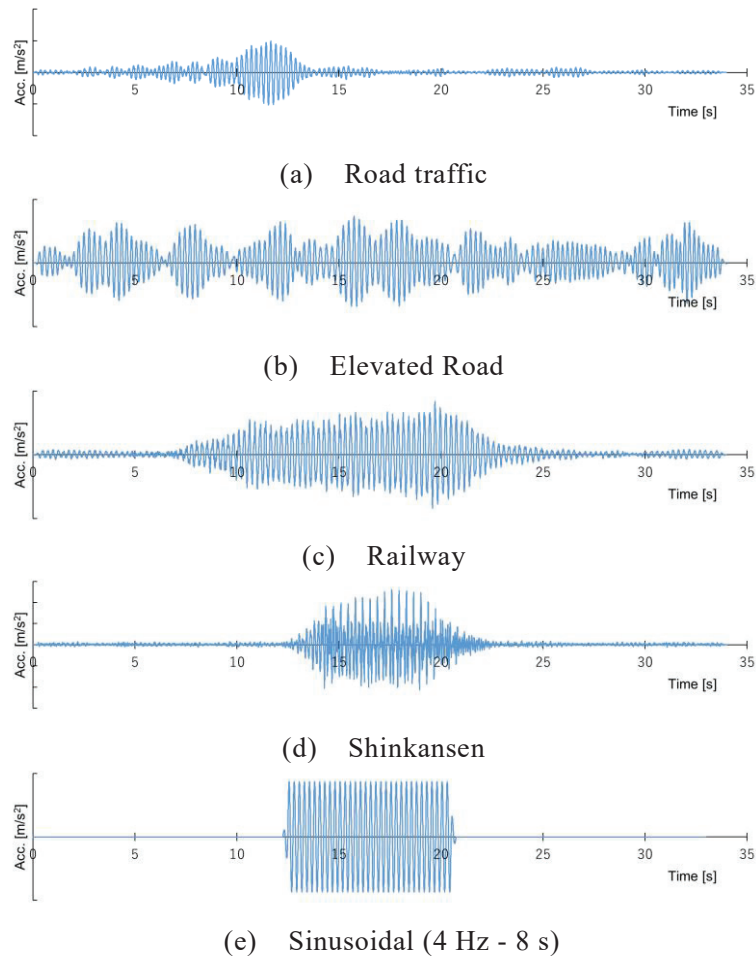 Acc. [m/s²]
0 5 10 15 20 25 30 35
Time [s]
(a) Road traffic
Acc. [m/s²]
0 5 10 15 20 25 30 35
Time [s]
(b) Elevated Road
Acc. [m/s²]
0 5 10 15 20 25 30 35
Time [s]
(c) Railway
Acc. [m/s²]
0 5 10 15 20 25 30 35
Time [s]
(d) Shinkansen
Acc. [m/s²]
0 5 10 15 20 25 30 35
Time [s]
(e) Sinusoidal (4 Hz - 8 s)